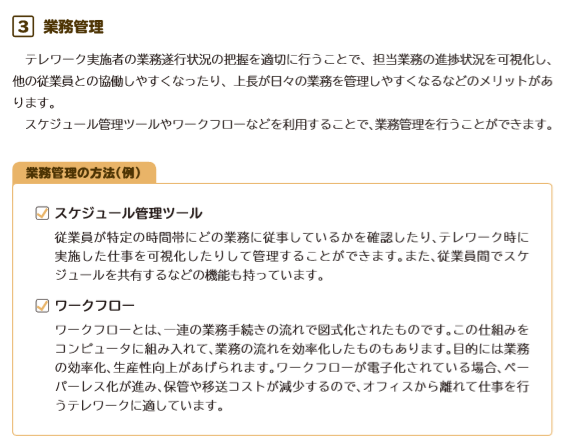 3 業務管理
テレワーク実施者の業務遂行状況の把握を適切に行うことで、担当業務の進捗状況を可視化し、
他の従業員との協働しやすくなったり、上長が日々の業務を管理しやすくなるなどのメリットがあ
ります。
スケジュール管理ツールやワークフローなどを利用することで、業務管理を行うことができます。
業務管理の方法(例)
スケジュール管理ツール
従業員が特定の時間帯にどの業務に従事しているかを確認したり、テレワーク時に
実施した仕事を可視化したりして管理することができます。また、従業員間でスケ
ジュールを共有するなどの機能も持っています。
ワークフロー
ワークフローとは、一連の業務手続きの流れで図式化されたものです。この仕組みを
コンピュータに組み入れて、業務の流れを効率化したものもあります。目的には業務
の効率化、生産性向上があげられます。ワークフローが電子化されている場合、ペー
パーレス化が進み、保管や移送コストが減少するので、オフィスから離れて仕事を行
うテレワークに適しています。